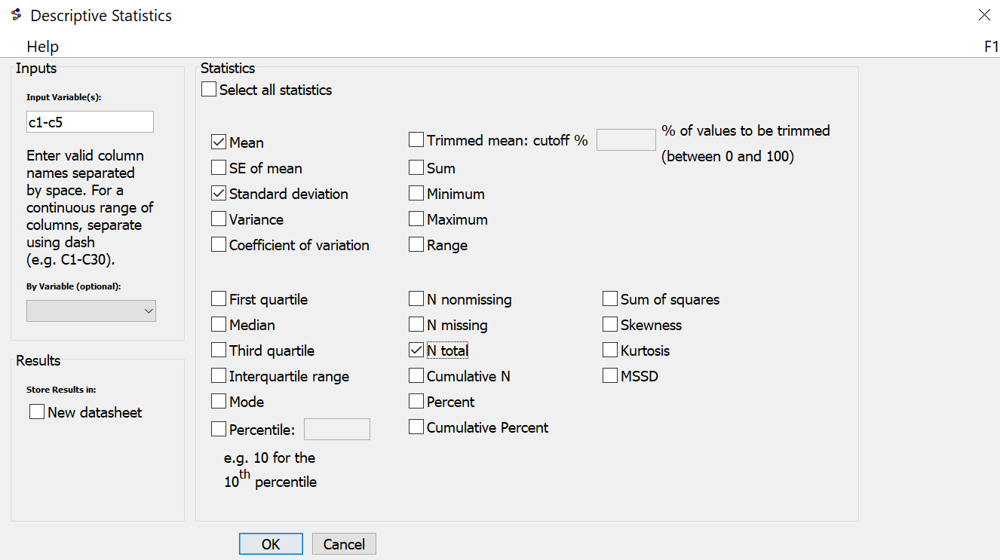 Descriptive Statistics
Help
F1
Inputs
Input Variable(s):
c1-c5
Enter valid column
names separated
by space. For a
continuous range of
columns, separate
using dash
(e.g. C1-C30).
By Variable (optional):
Results
Store Results in:
New datasheet
Statistics
Select all statistics
Mean
SE of mean
Standard deviation
Variance
Coefficient of variation
Trimmed mean: cutoff %
% of values to be trimmed
(between 0 and 100)
Sum
Minimum
Maximum
Range
First quartile
Median
Third quartile
Interquartile range
Mode
Percentile:
e.g. 10 for the
10th percentile
N nonmissing
N missing
N total
Cumulative N
Percent
Cumulative Percent
Sum of squares
Skewness
Kurtosis
MSSD
OK
Cancel